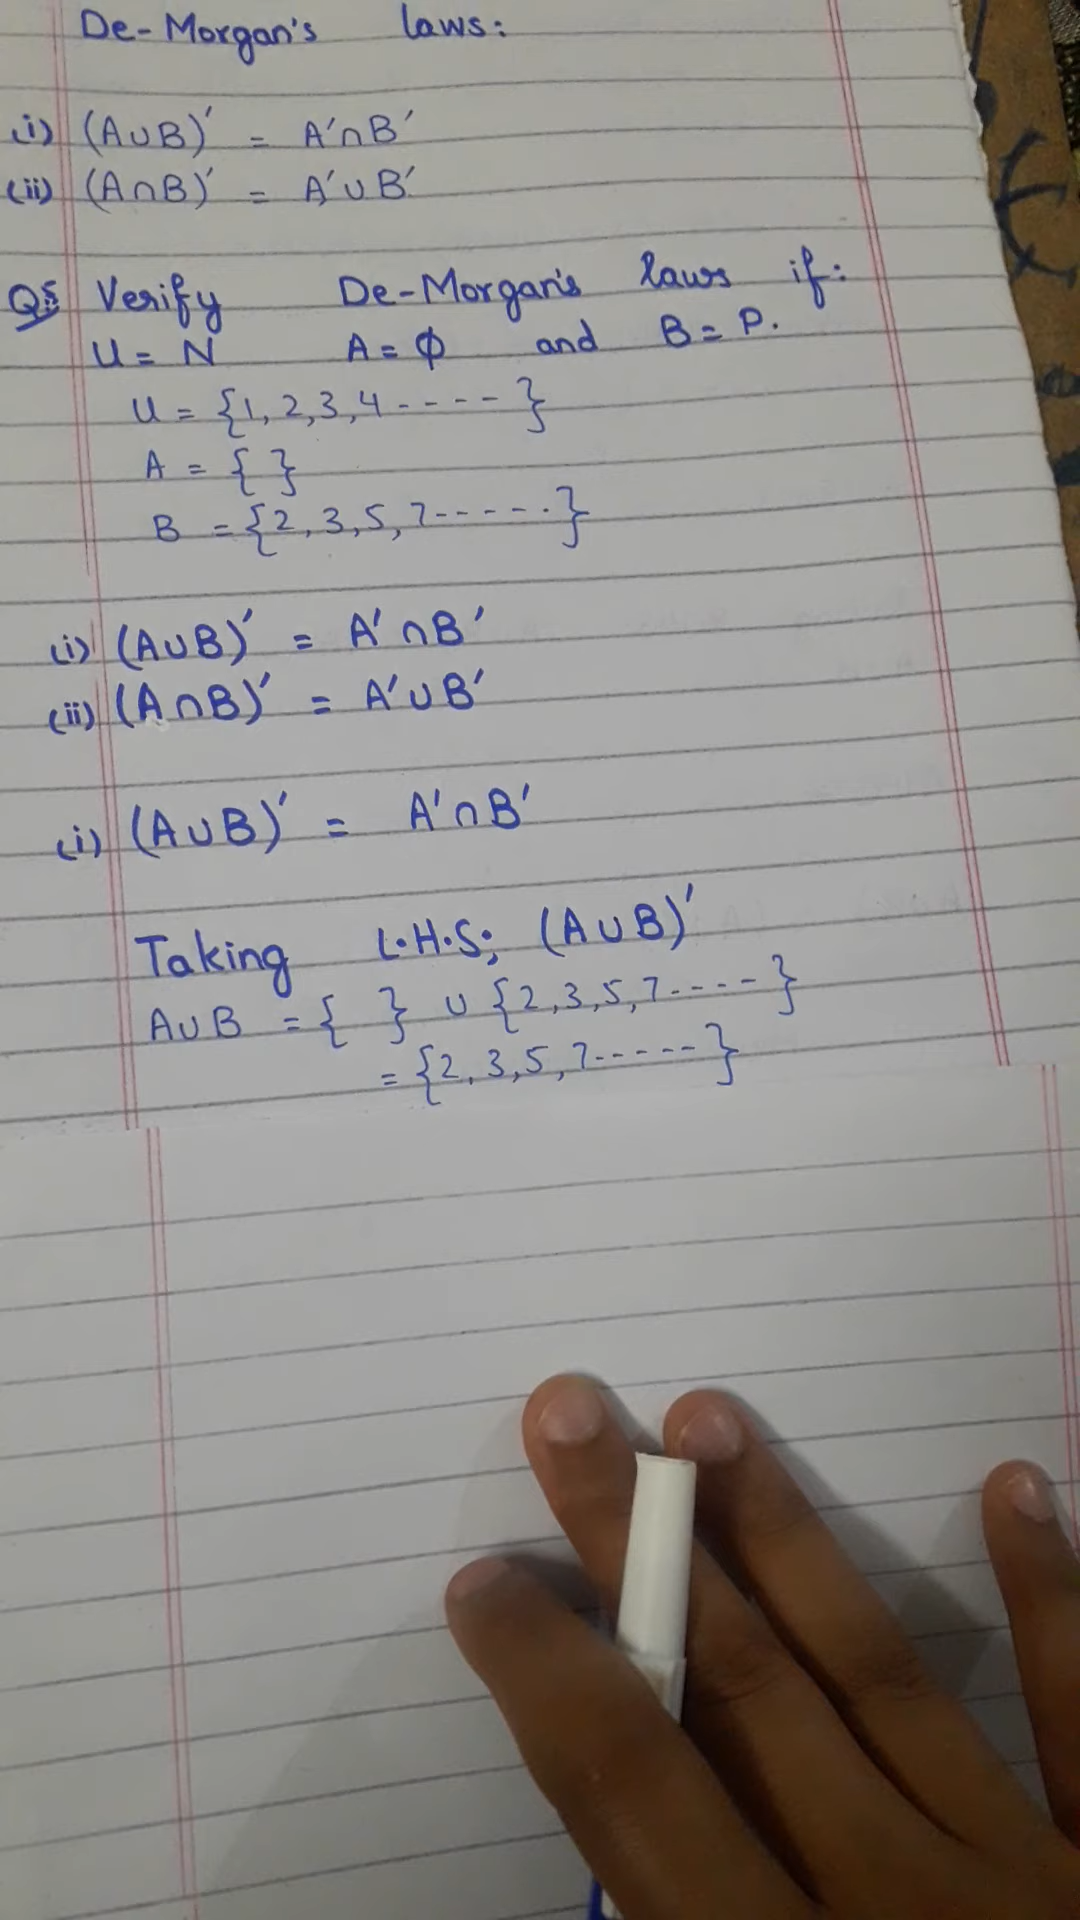 De-Morgan's laws:
(i) (A∪B)′ = A′∩B′
(ii) (A∩B)′ = A′∪B′
Q: Verify De-Morgan's laws if:
U = N A = Φ and B = P.
U = {1, 2, 3, 4 - - - - }
A = { }
B = {2, 3, 5, 7 - - - - - . }
(i) (A∪B)′ = A′∩B′
(ii) (A∩B)′ = A′∪B′
(i) (A∪B)′ = A′∩B′
Taking L.H.S; (A∪B)′
A∪B = { } ∪ {2, 3, 5, 7 - - - - }
= {2, 3, 5, 7 - - - - - }